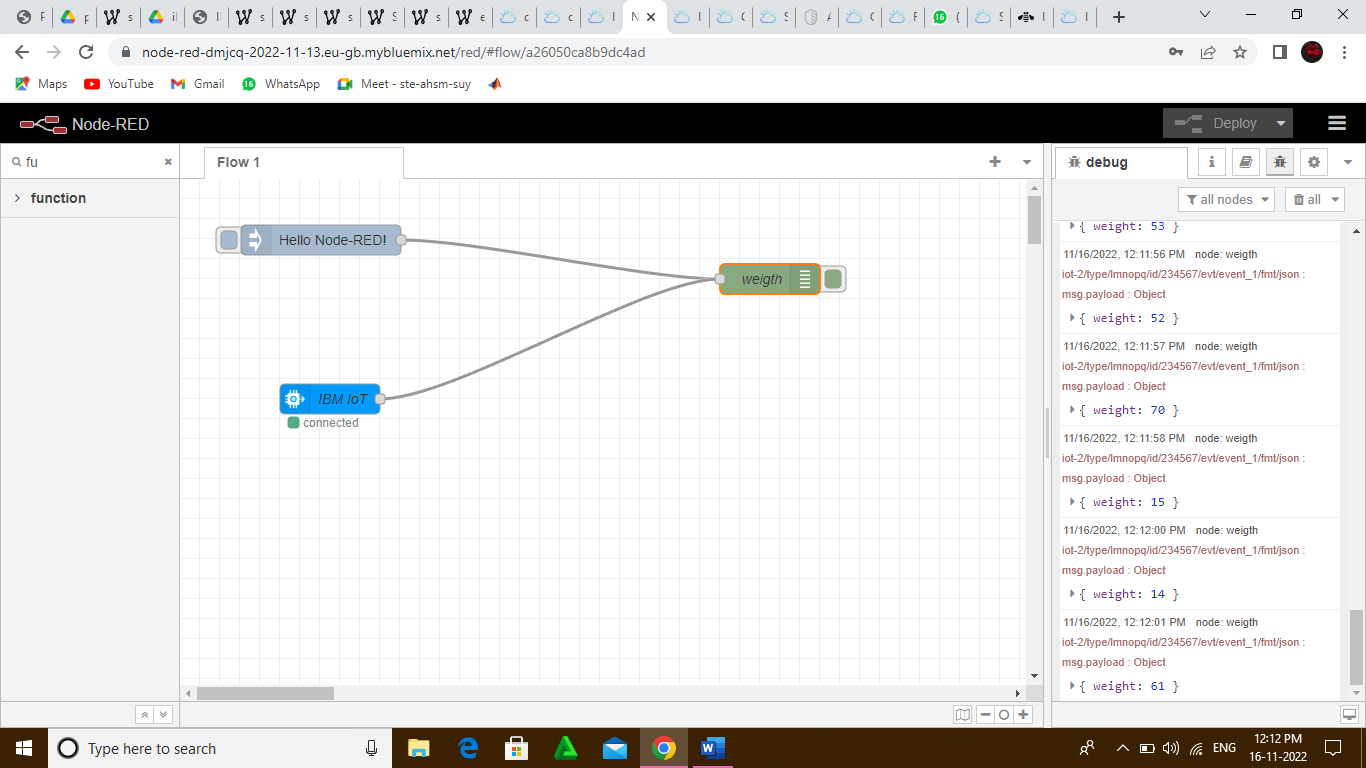 F p il II s s s S s e c c I N I C S A C F ( S I I
node-red-dmjcq-2022-11-13.eu-gb.mybluemix.net/red/#flow/a26050ca8b9dc4ad
Maps YouTube Gmail 16 WhatsApp Meet - ste-ahsm-suy
Node-RED Deploy
fu Flow 1 debug
function all nodes all
{ weight: 53 }
Hello Node-RED!
weigth
IBM IoT
connected
11/16/2022, 12:11:56 PM node: weigth
iot-2/type/lmnopq/id/234567/evt/event_1/fmt/json :
msg.payload : Object
{ weight: 52 }
11/16/2022, 12:11:57 PM node: weigth
iot-2/type/lmnopq/id/234567/evt/event_1/fmt/json :
msg.payload : Object
{ weight: 70 }
11/16/2022, 12:11:58 PM node: weigth
iot-2/type/lmnopq/id/234567/evt/event_1/fmt/json :
msg.payload : Object
{ weight: 15 }
11/16/2022, 12:12:00 PM node: weigth
iot-2/type/lmnopq/id/234567/evt/event_1/fmt/json :
msg.payload : Object
{ weight: 14 }
11/16/2022, 12:12:01 PM node: weigth
iot-2/type/lmnopq/id/234567/evt/event_1/fmt/json :
msg.payload : Object
{ weight: 61 }
Type here to search
ENG
12:12 PM
16-11-2022